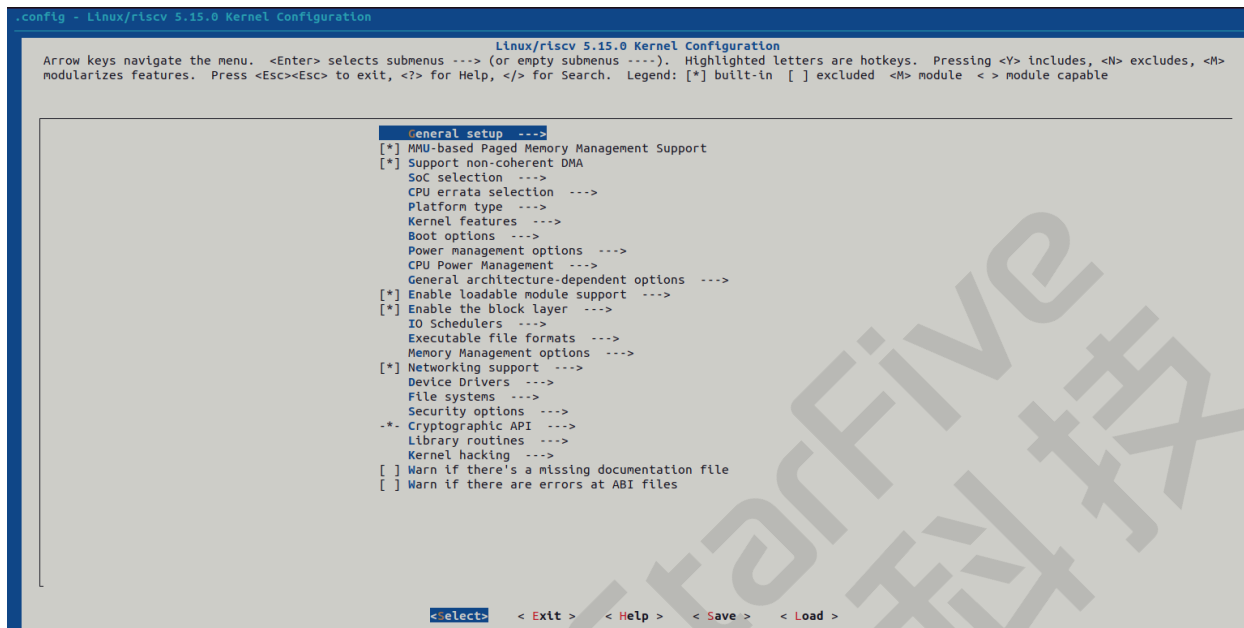 .config - Linux/riscv 5.15.0 Kernel Configuration
Linux/riscv 5.15.0 Kernel Configuration
Arrow keys navigate the menu.  <Enter> selects submenus ---> (or empty submenus ----).  Highlighted letters are hotkeys.  Pressing <Y> includes, <N> excludes, <M>
modularizes features.  Press <Esc><Esc> to exit, <?> for Help, </> for Search.  Legend: [*] built-in  [ ] excluded  <M> module  < > module capable
General setup  --->
[*] MMU-based Paged Memory Management Support
[*] Support non-coherent DMA
SoC selection  --->
CPU errata selection  --->
Platform type  --->
Kernel features  --->
Boot options  --->
Power management options  --->
CPU Power Management  --->
General architecture-dependent options  --->
[*] Enable loadable module support  --->
[*] Enable the block layer  --->
IO Schedulers  --->
Executable file formats  --->
Memory Management options  --->
[*] Networking support  --->
Device Drivers  --->
File systems  --->
Security options  --->
-*- Cryptographic API  --->
Library routines  --->
Kernel hacking  --->
[ ] Warn if there's a missing documentation file
[ ] Warn if there are errors at ABI files
<Select>    < Exit >    < Help >    < Save >    < Load >
StarFive
科技